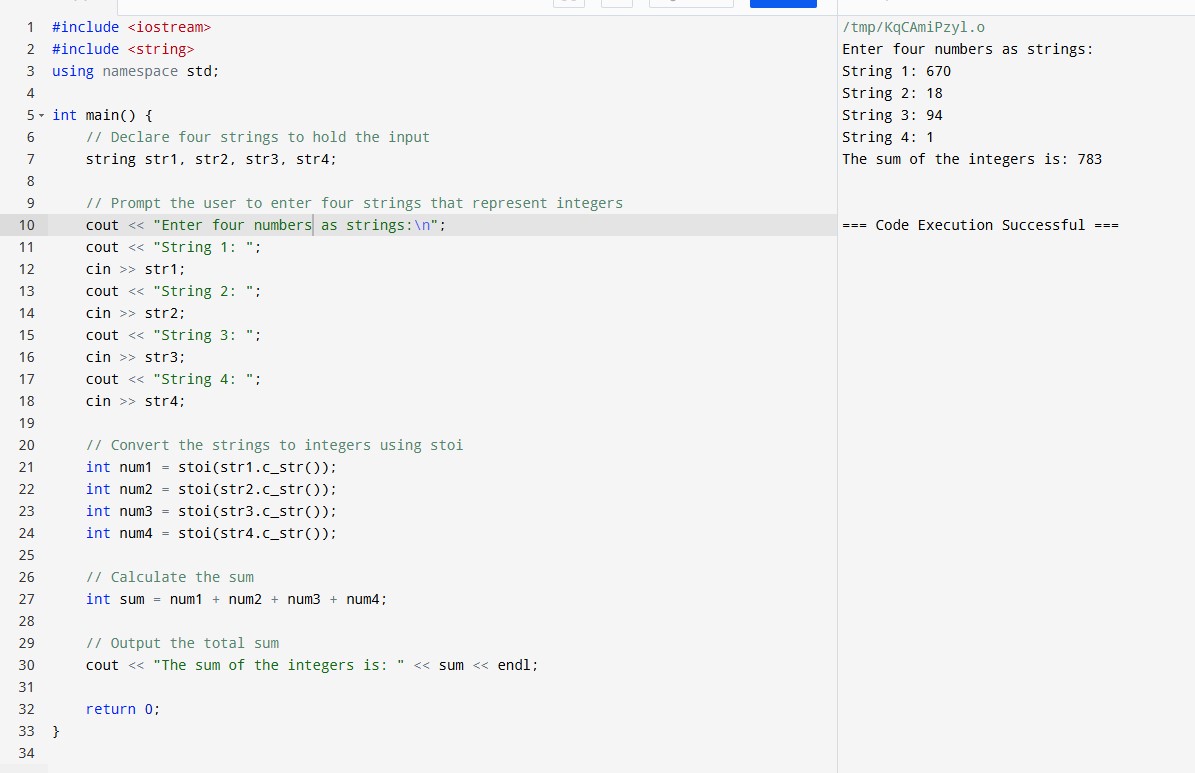 1 #include <iostream>
2 #include <string>
3 using namespace std;
4
5 int main() {
6     // Declare four strings to hold the input
7     string str1, str2, str3, str4;
8
9     // Prompt the user to enter four strings that represent integers
10     cout << "Enter four numbers as strings:\n";
11     cout << "String 1: ";
12     cin >> str1;
13     cout << "String 2: ";
14     cin >> str2;
15     cout << "String 3: ";
16     cin >> str3;
17     cout << "String 4: ";
18     cin >> str4;
19
20     // Convert the strings to integers using stoi
21     int num1 = stoi(str1.c_str());
22     int num2 = stoi(str2.c_str());
23     int num3 = stoi(str3.c_str());
24     int num4 = stoi(str4.c_str());
25
26     // Calculate the sum
27     int sum = num1 + num2 + num3 + num4;
28
29     // Output the total sum
30     cout << "The sum of the integers is: " << sum << endl;
31
32     return 0;
33 }
34
/tmp/KqCAmiPzyl.o
Enter four numbers as strings:
String 1: 670
String 2: 18
String 3: 94
String 4: 1
The sum of the integers is: 783
=== Code Execution Successful ===